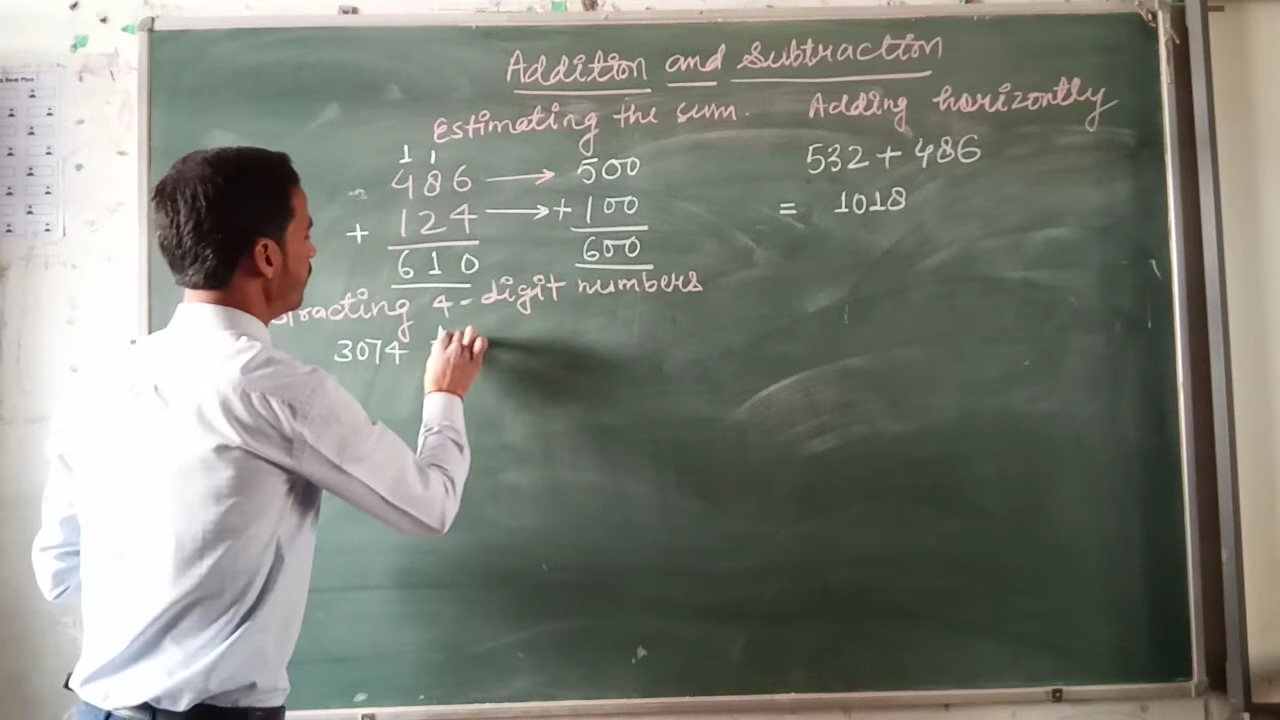 Addition and Subtraction
Estimating the sum.
1 1
486 → 500
+ 124 → + 100
610 600
Adding horizontly
532 + 486
= 1018
tracting 4-digit numbers
3074